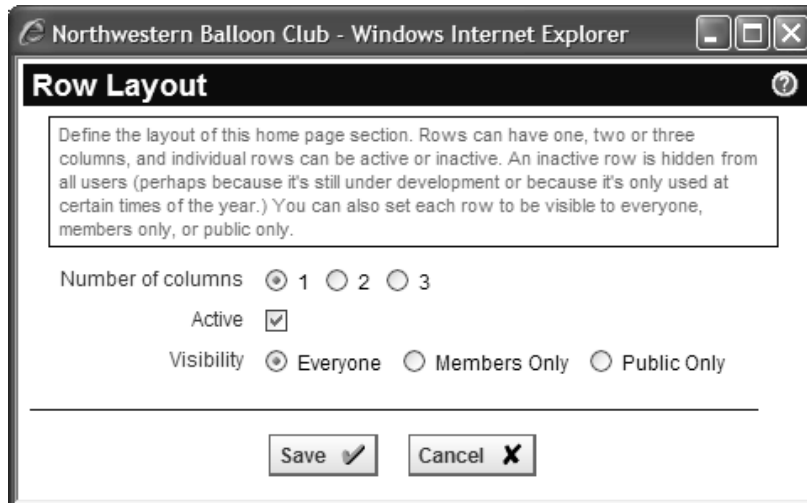 Northwestern Balloon Club - Windows Internet Explorer
Row Layout
Define the layout of this home page section. Rows can have one, two or three
columns, and individual rows can be active or inactive. An inactive row is hidden from
all users (perhaps because it's still under development or because it's only used at
certain times of the year.) You can also set each row to be visible to everyone,
members only, or public only.
Number of columns 1 2 3
Active
Visibility Everyone Members Only Public Only
Save Cancel